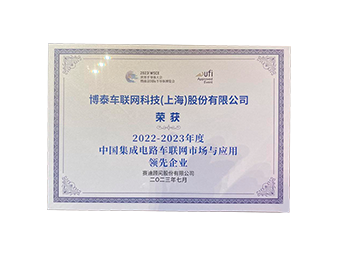 ufi
Approved
Event
博泰车联网科技(上海)股份有限公司
荣获
2022-2023年度
中国集成电路车联网市场与应用
领先企业
赛迪顾问股份有限公司
二〇二三年七月